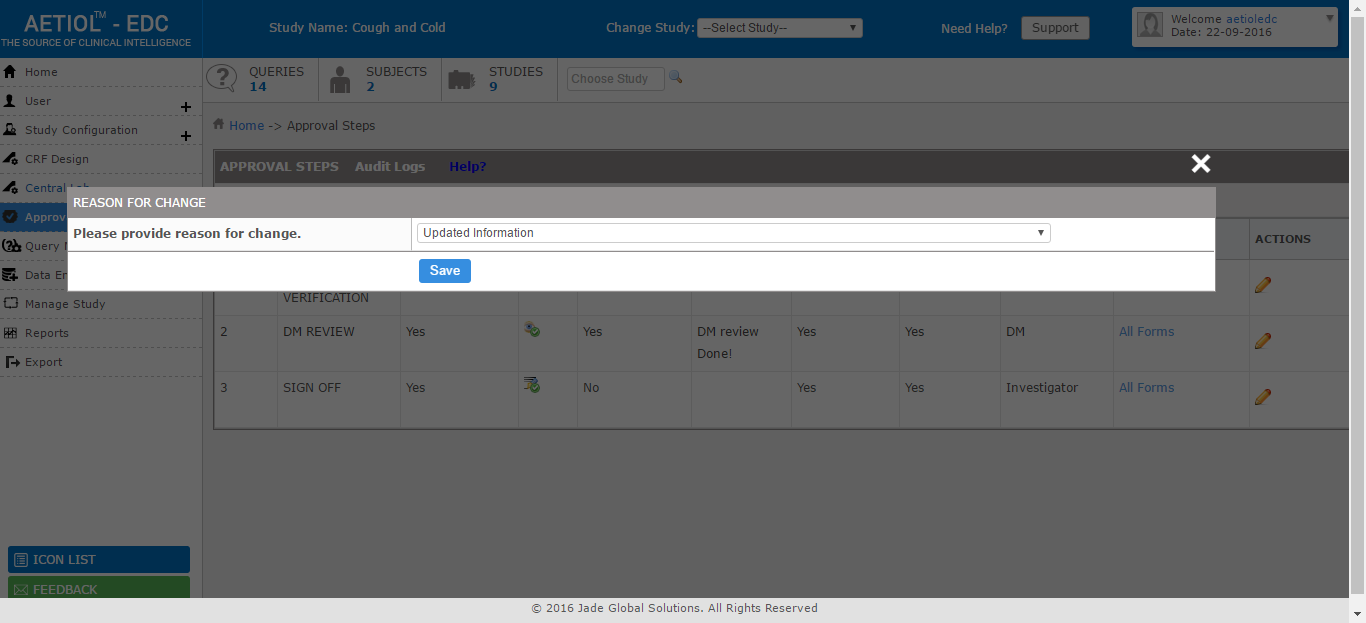 AETIOL™ - EDC
THE SOURCE OF CLINICAL INTELLIGENCE
Study Name: Cough and Cold
Change Study: --Select Study--
Need Help? Support
Welcome aetioledc
Date: 22-09-2016
Home
User
Study Configuration
CRF Design
Central Lab
Approv
Query
Data En
Manage Study
Reports
Export
ICON LIST
FEEDBACK
QUERIES
14
SUBJECTS
2
STUDIES
9
Choose Study
Home -> Approval Steps
APPROVAL STEPS Audit Logs Help?
REASON FOR CHANGE
Please provide reason for change. Updated Information
Save
ACTIONS
VERIFICATION
2 DM REVIEW Yes Yes DM review Yes Yes DM All Forms
Done!
3 SIGN OFF Yes No Yes Yes Investigator All Forms
© 2016 Jade Global Solutions. All Rights Reserved